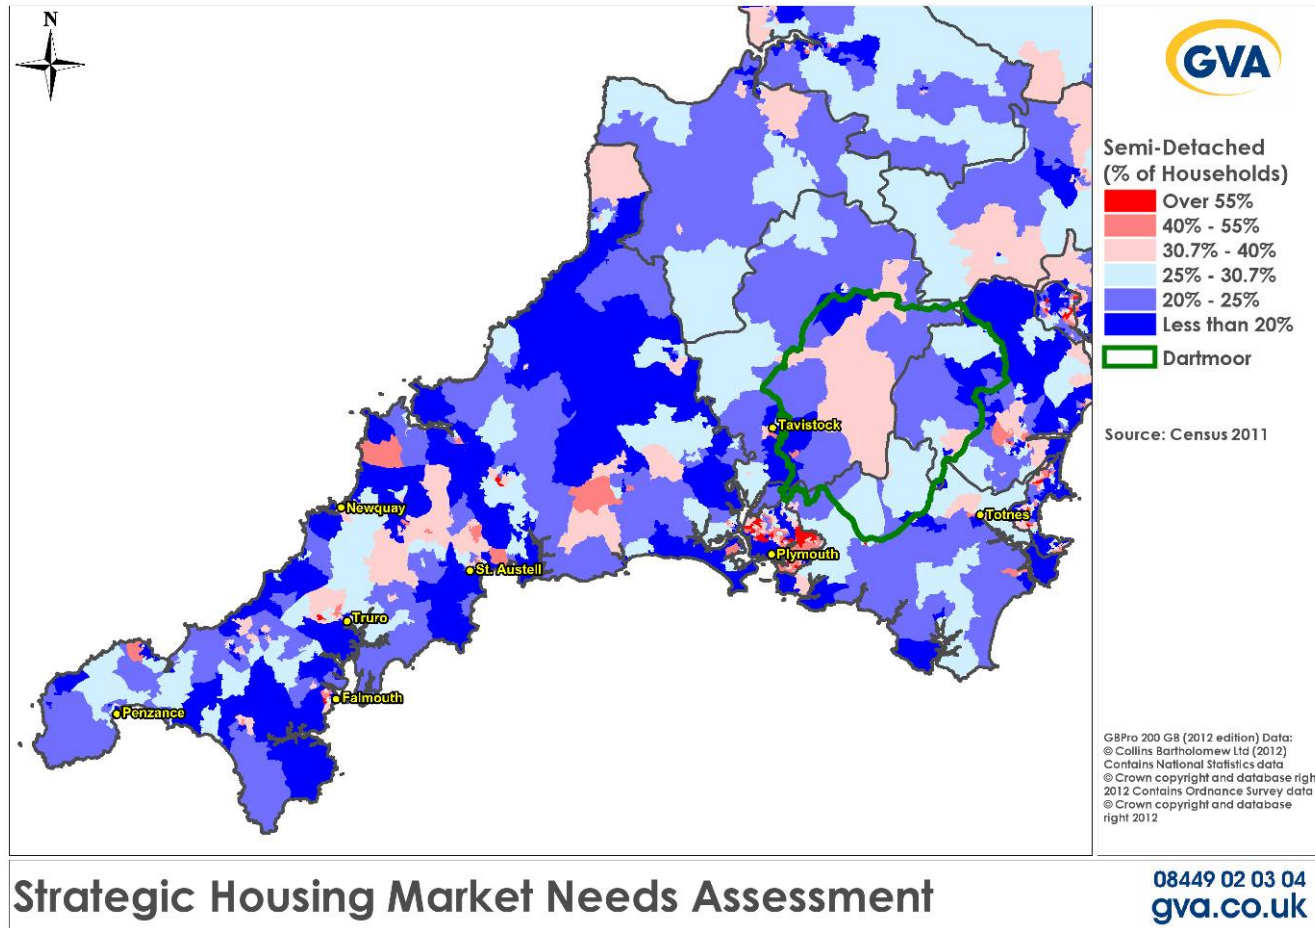 N
GVA
Semi-Detached
(% of Households)
Over 55%
40% - 55%
30.7% - 40%
25% - 30.7%
20% - 25%
Less than 20%
Dartmoor
Source: Census 2011
Tavistock
Newquay
Totnes
Plymouth
St. Austell
Truro
Falmouth
Penzance
GBPro 200 GB (2012 edition) Data:
© Collins Bartholomew Ltd (2012)
Contains National Statistics data
© Crown copyright and database righ
2012 Contains Ordnance Survey data
© Crown copyright and database
right 2012
Strategic Housing Market Needs Assessment
08449 02 03 04
gva.co.uk